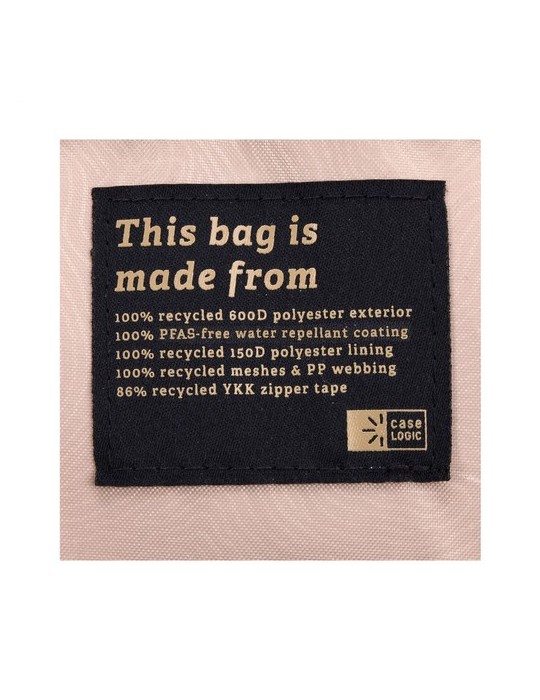 This bag is
made from
100% recycled 600D polyester exterior
100% PFAS-free water repellant coating
100% recycled 150D polyester lining
100% recycled meshes & PP webbing
86% recycled YKK zipper tape
case
LOGIC